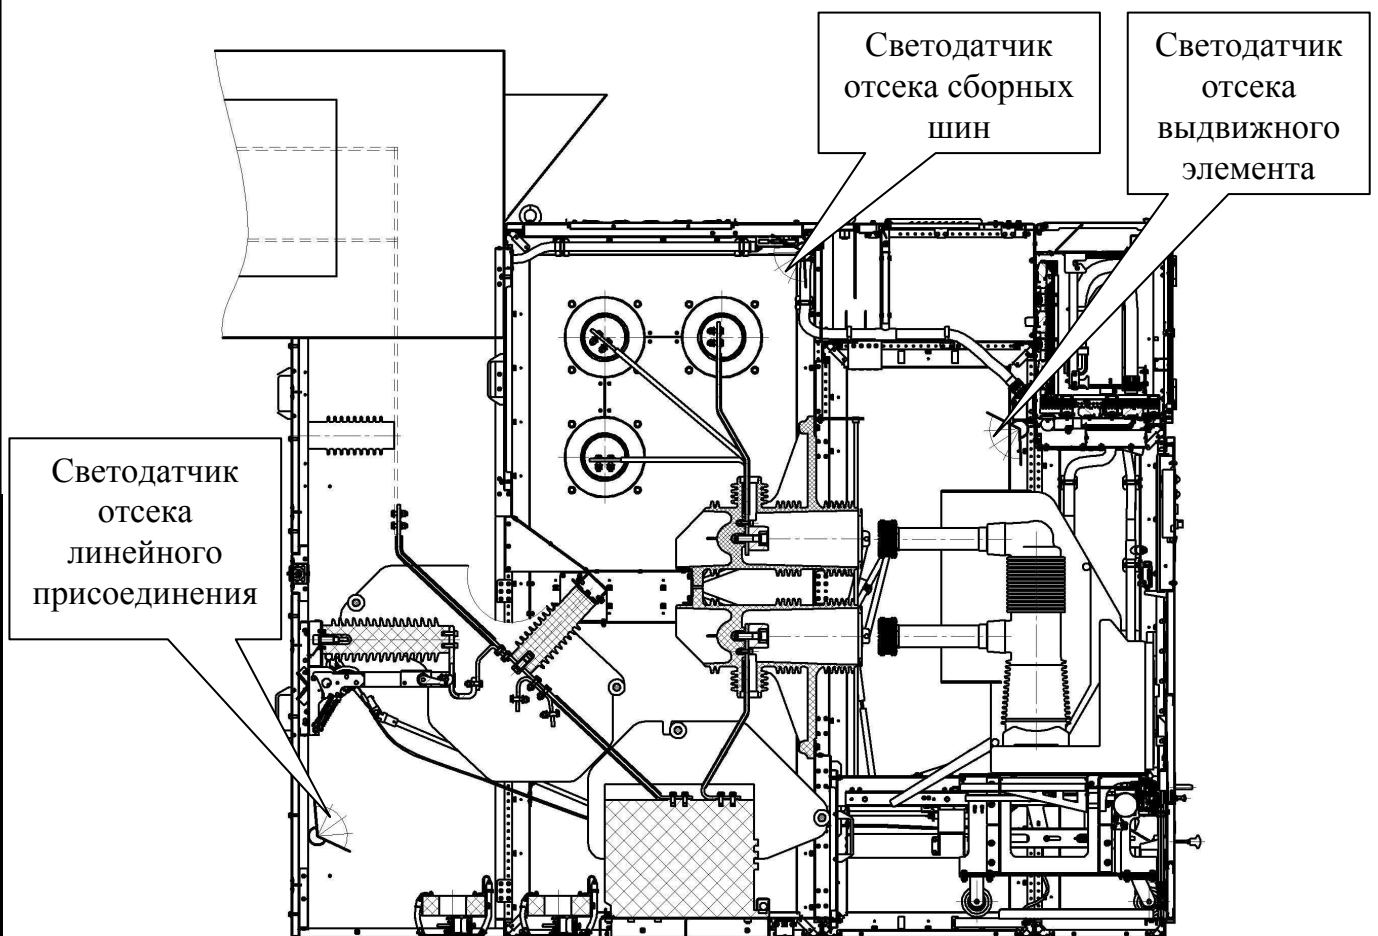 Светодатчик
отсека сборных
шин
Светодатчик
отсека
выдвижного
элемента
Светодатчик
отсека
линейного
присоединения